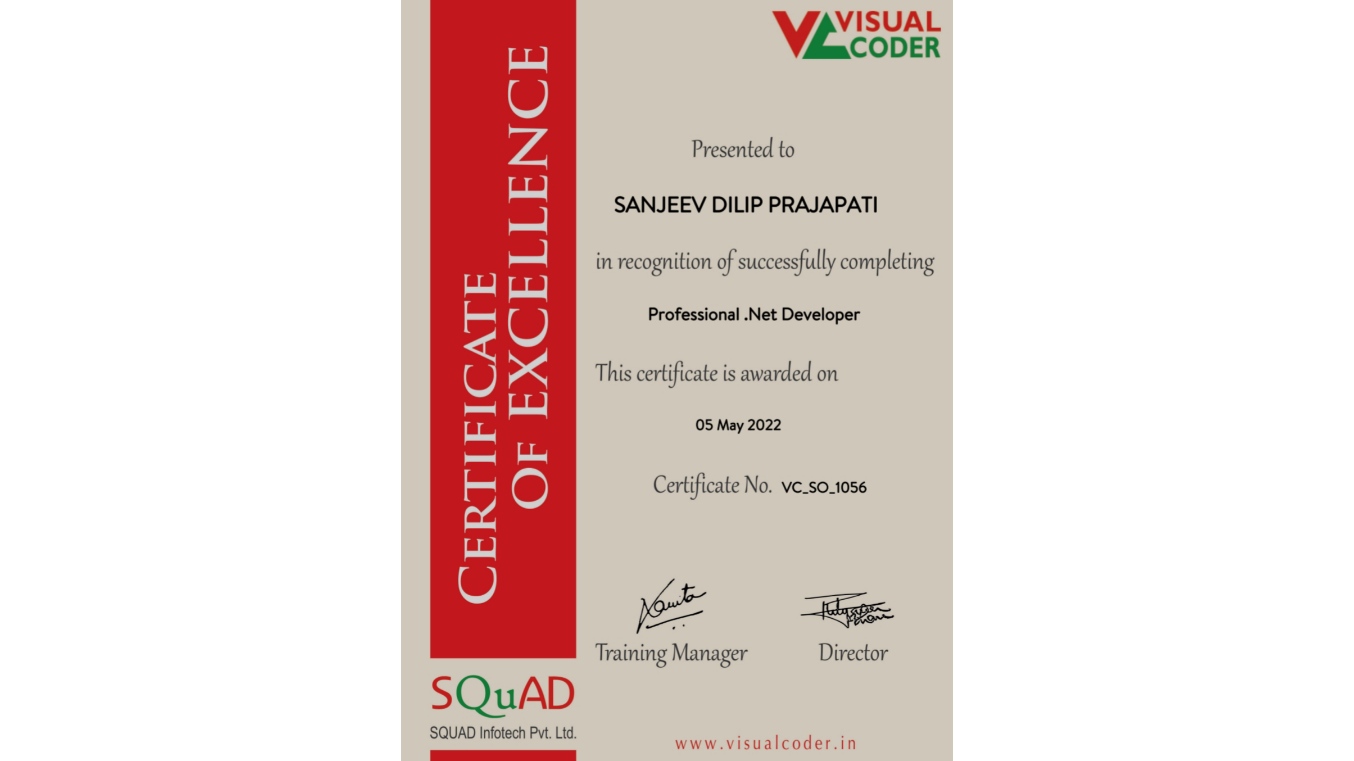 CERTIFICATE
OF EXCELLENCE
VISUAL
CODER
Presented to
SANJEEV DILIP PRAJAPATI
in recognition of successfully completing
Professional .Net Developer
This certificate is awarded on
05 May 2022
Certificate No. VC_SO_1056
Training Manager
Director
SQuAD
SQUAD Infotech Pvt. Ltd.
www.visualcoder.in